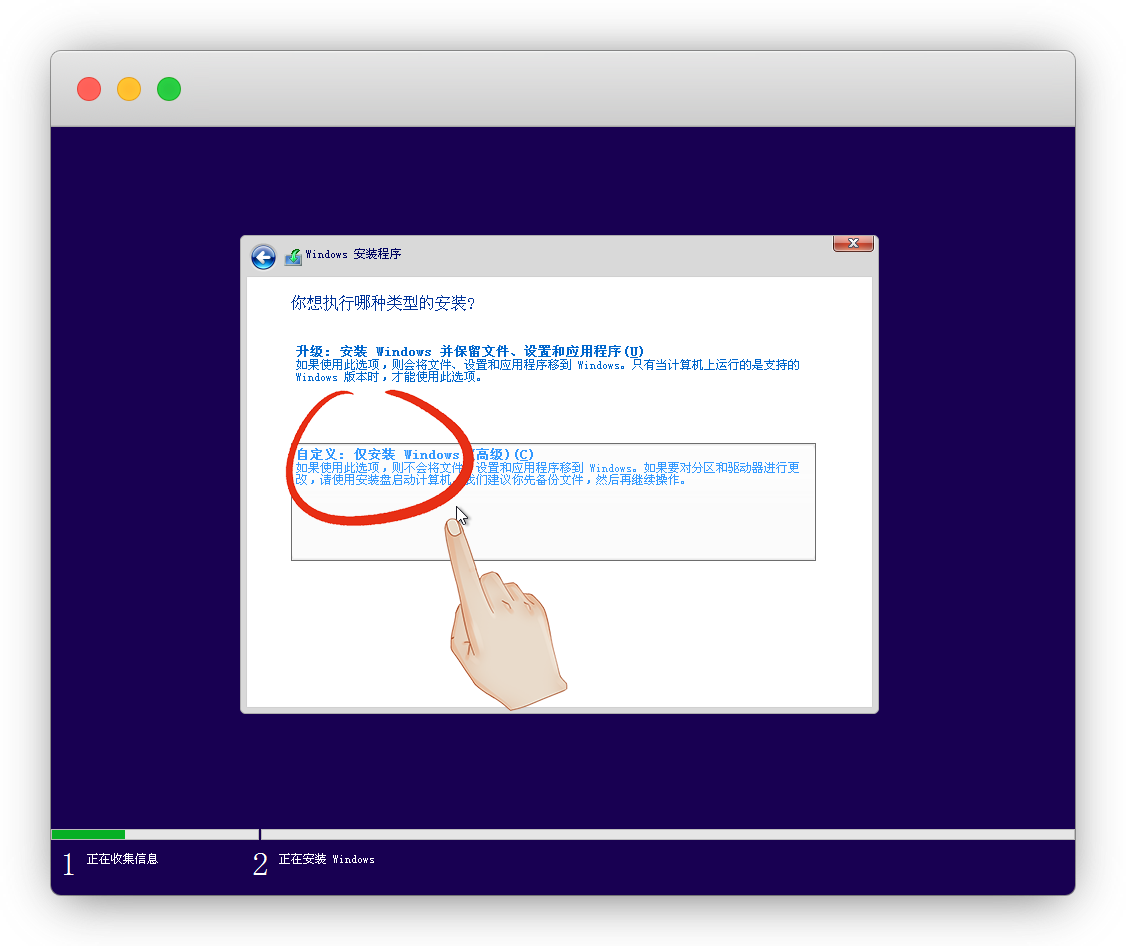 Windows 安装程序
你想执行哪种类型的安装?
升级: 安装 Windows 并保留文件、设置和应用程序(U)
如果使用此选项，则会将文件、设置和应用程序移到 Windows。只有当计算机上运行的是支持的
Windows 版本时，才能使用此选项。
自定义: 仅安装 Windows (高级)(C)
如果使用此选项，则不会将文件、设置和应用程序移到 Windows。如果要对分区和驱动器进行更
改，请使用安装盘启动计算机。我们建议你先备份文件，然后再继续操作。
1 正在收集信息
2 正在安装 Windows